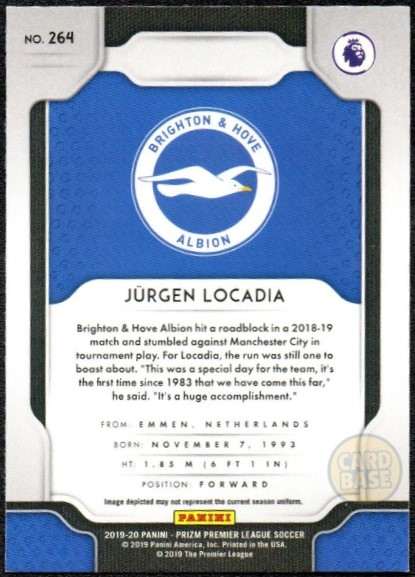 NO. 264
BRIGHTON & HOVE
ALBION
JÜRGEN LOCADIA
Brighton & Hove Albion hit a roadblock in a 2018-19
match and stumbled against Manchester City in
tournament play. For Locadia, the run was still one to
boast about. "This was a special day for the team, it's
the first time since 1983 that we have come this far,"
he said. "It's a huge accomplishment."
FROM: EMMEN, NETHERLANDS
BORN: NOVEMBER 7, 1993
HT: 1.85 M (6 FT 1 IN)
POSITION: FORWARD
CARD
BASE
Image depicted may not represent the current season uniform.
PANINI
2019-20 PANINI - PRIZM PREMIER LEAGUE SOCCER
© 2019 Panini America, Inc. Printed in the USA.
© 2019 The Premier League